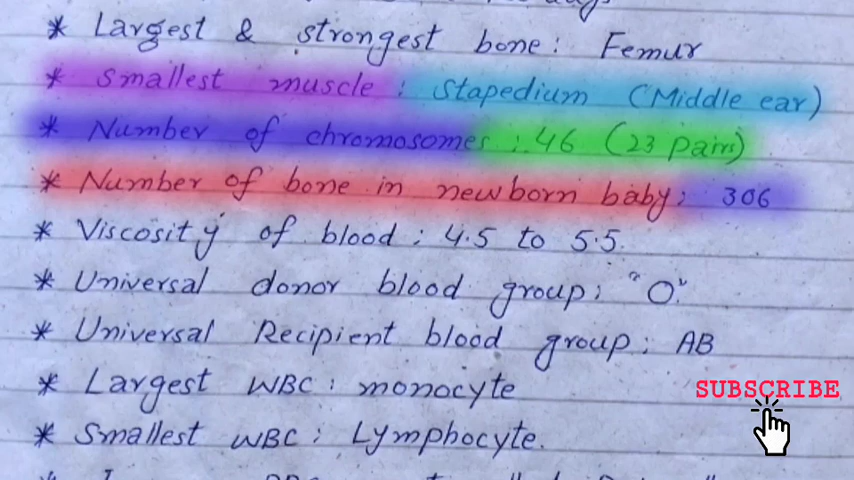 * Largest & strongest bone : Femur
* Smallest muscle : Stapedium (Middle ear)
* Number of chromosomes : 46 (23 Pairs)
* Number of bone in newborn baby : 306
* Viscosity of blood : 4.5 to 5.5.
* Universal donor blood group : "O".
* Universal Recipient blood group : AB
* Largest WBC : monocyte
SUBSCRIBE
* Smallest WBC : Lymphocyte.